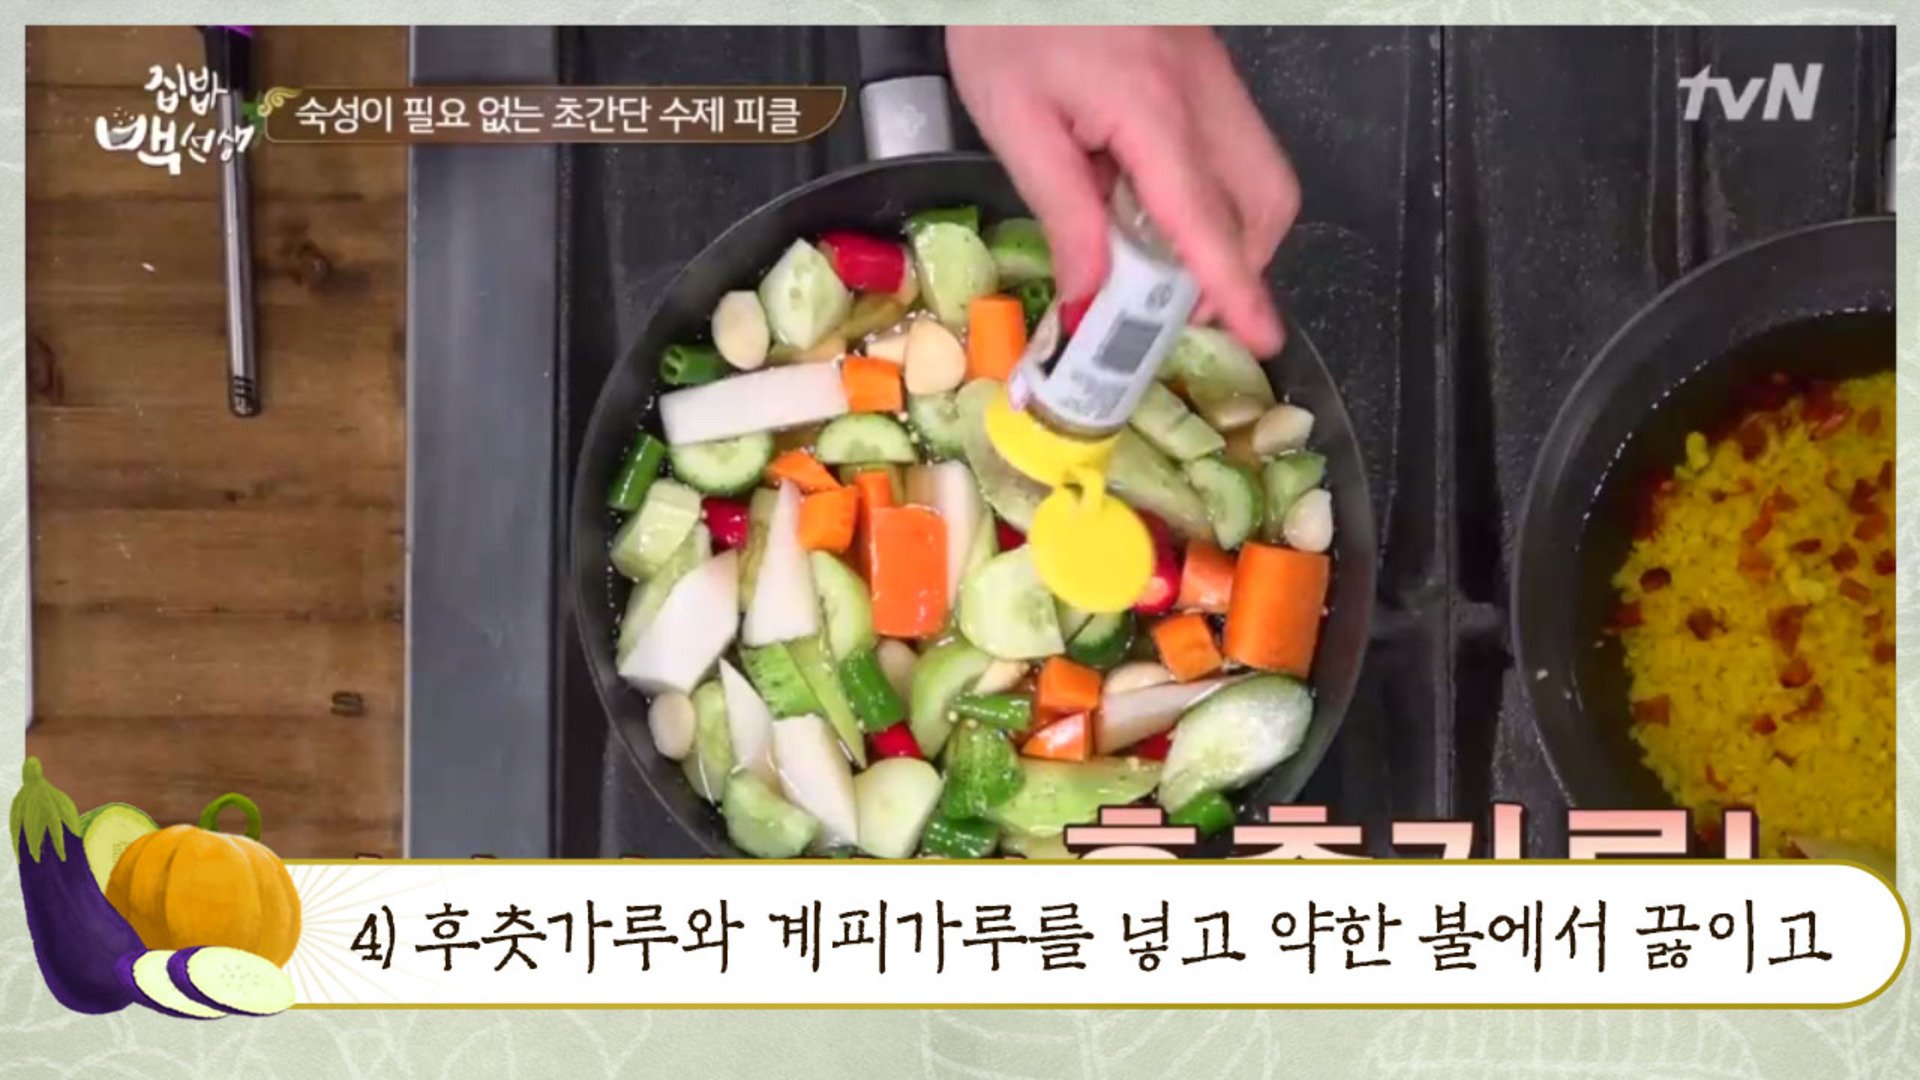 집밥
백선생
숙성이 필요 없는 초간단 수제 피클
tvN
4) 후춧가루와 계피가루를 넣고 약한 불에서 끓이고